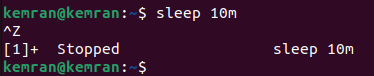 kemran@kemran:~$ sleep 10m
^Z
[1]+  Stopped                 sleep 10m
kemran@kemran:~$